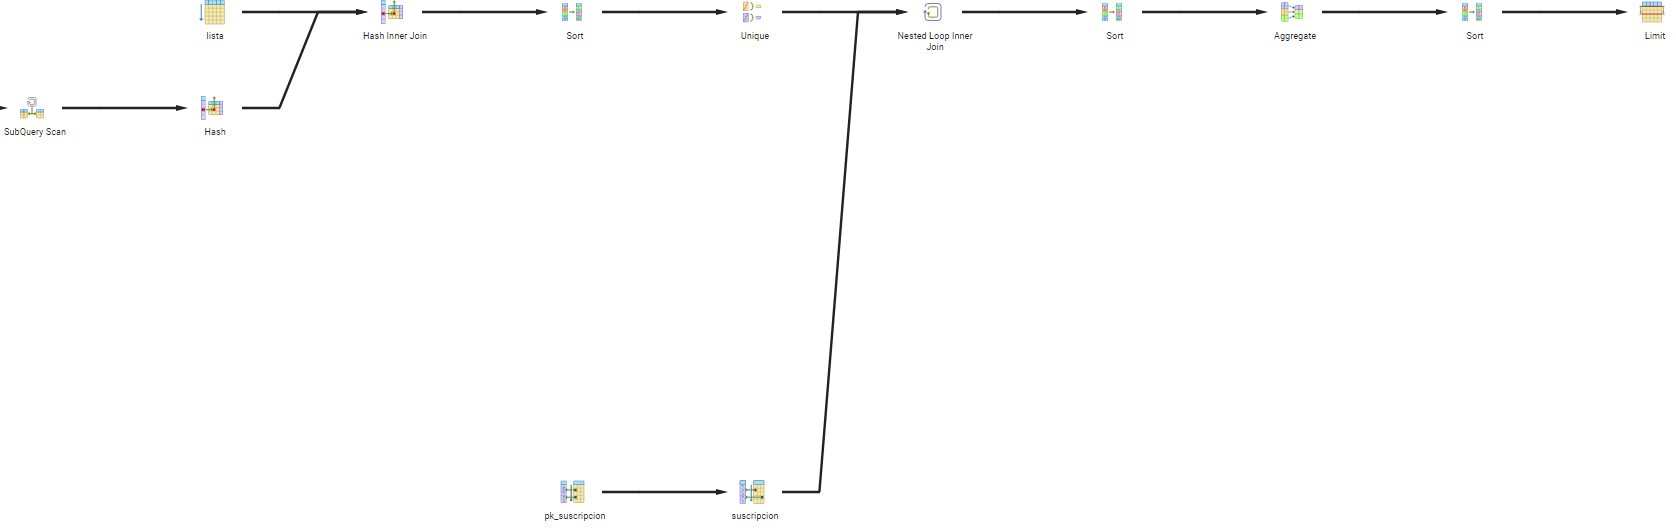 lista
Hash Inner Join
Sort
Unique
Nested Loop Inner
Join
Sort
Aggregate
Sort
Limit
SubQuery Scan
Hash
pk_suscripcion
suscripcion